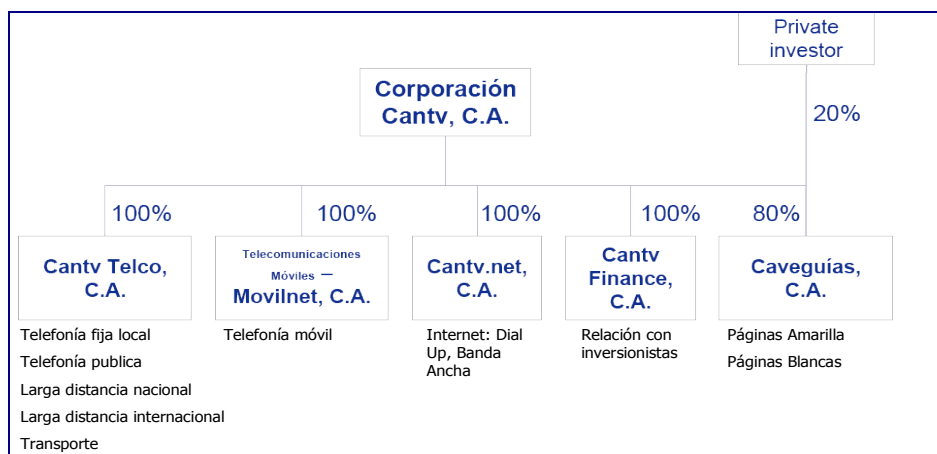 Private
investor
Corporación
Cantv, C.A.
20%
100%
100%
100%
100%
80%
Cantv Telco,
C.A.
Telecomunicaciones
Móviles –
Movilnet, C.A.
Cantv.net,
C.A.
Cantv
Finance,
C.A.
Caveguías,
C.A.
Telefonía fija local
Telefonía publica
Larga distancia nacional
Larga distancia internacional
Transporte
Telefonía móvil
Internet: Dial
Up, Banda
Ancha
Relación con
inversionistas
Páginas Amarilla
Páginas Blancas